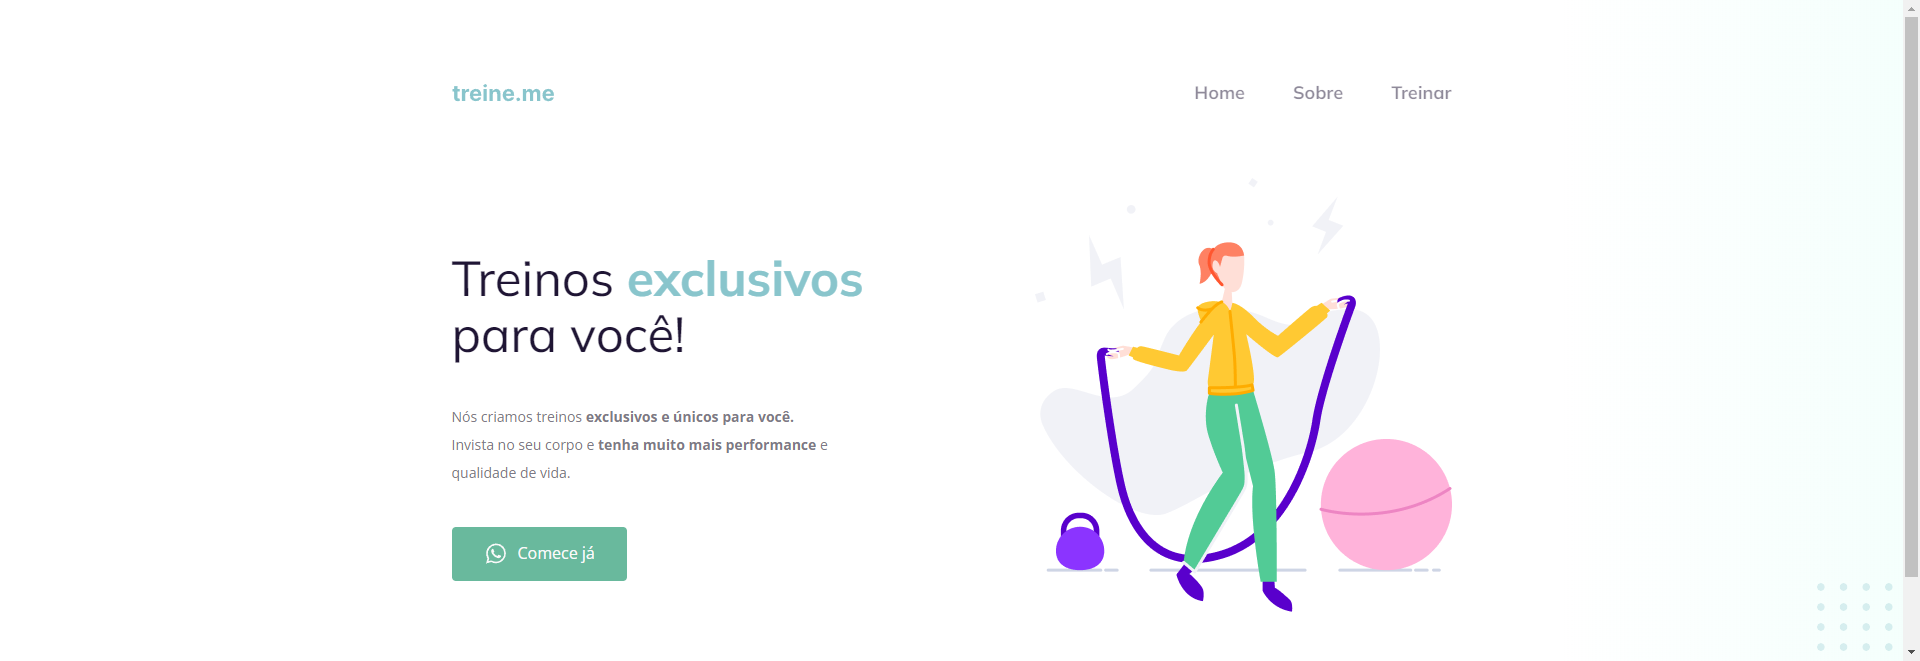 treine.me
Home Sobre Treinar
Treinos exclusivos
para você!
Nós criamos treinos exclusivos e únicos para você.
Invista no seu corpo e tenha muito mais performance e
qualidade de vida.
Comece já